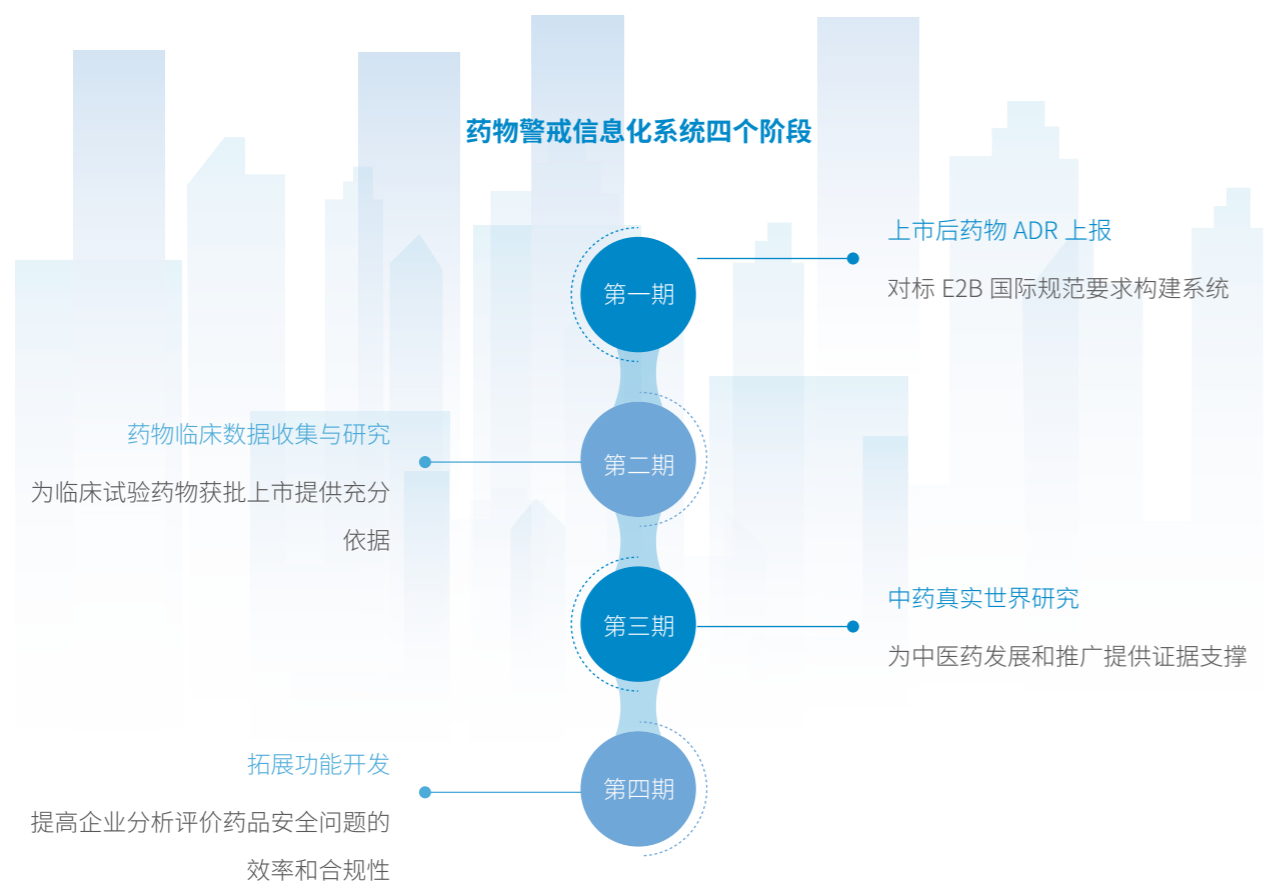 药物警戒信息化系统四个阶段
第一期
上市后药物 ADR 上报
对标 E2B 国际规范要求构建系统
第二期
药物临床数据收集与研究
为临床试验药物获批上市提供充分
依据
第三期
中药真实世界研究
为中医药发展和推广提供证据支撑
第四期
拓展功能开发
提高企业分析评价药品安全问题的
效率和合规性